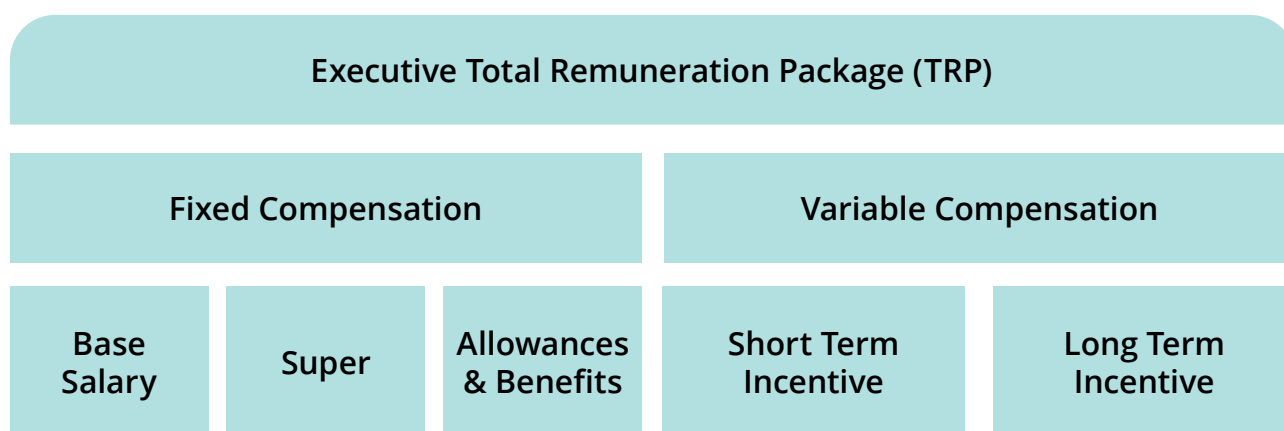 Executive Total Remuneration Package (TRP)
Fixed Compensation
Variable Compensation
Base
Salary
Super
Allowances
& Benefits
Short Term
Incentive
Long Term
Incentive